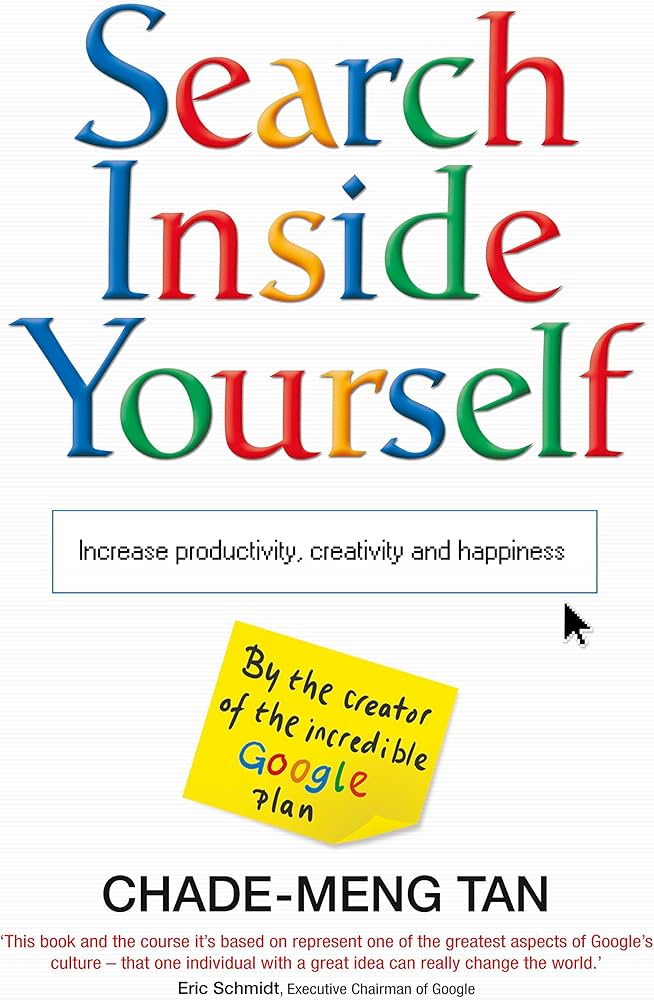 Search
Inside
Yourself
Increase productivity, creativity and happiness
By the creator
of the incredible
Google
Plan
CHADE-MENG TAN
‘This book and the course it’s based on represent one of the greatest aspects of Google’s
culture – that one individual with a great idea can really change the world.’
Eric Schmidt, Executive Chairman of Google